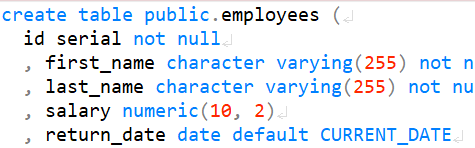 create table public.employees (
id serial not null
, first_name character varying(255) not
, last_name character varying(255) not
, salary numeric(10, 2)
, return_date date default CURRENT_DATE